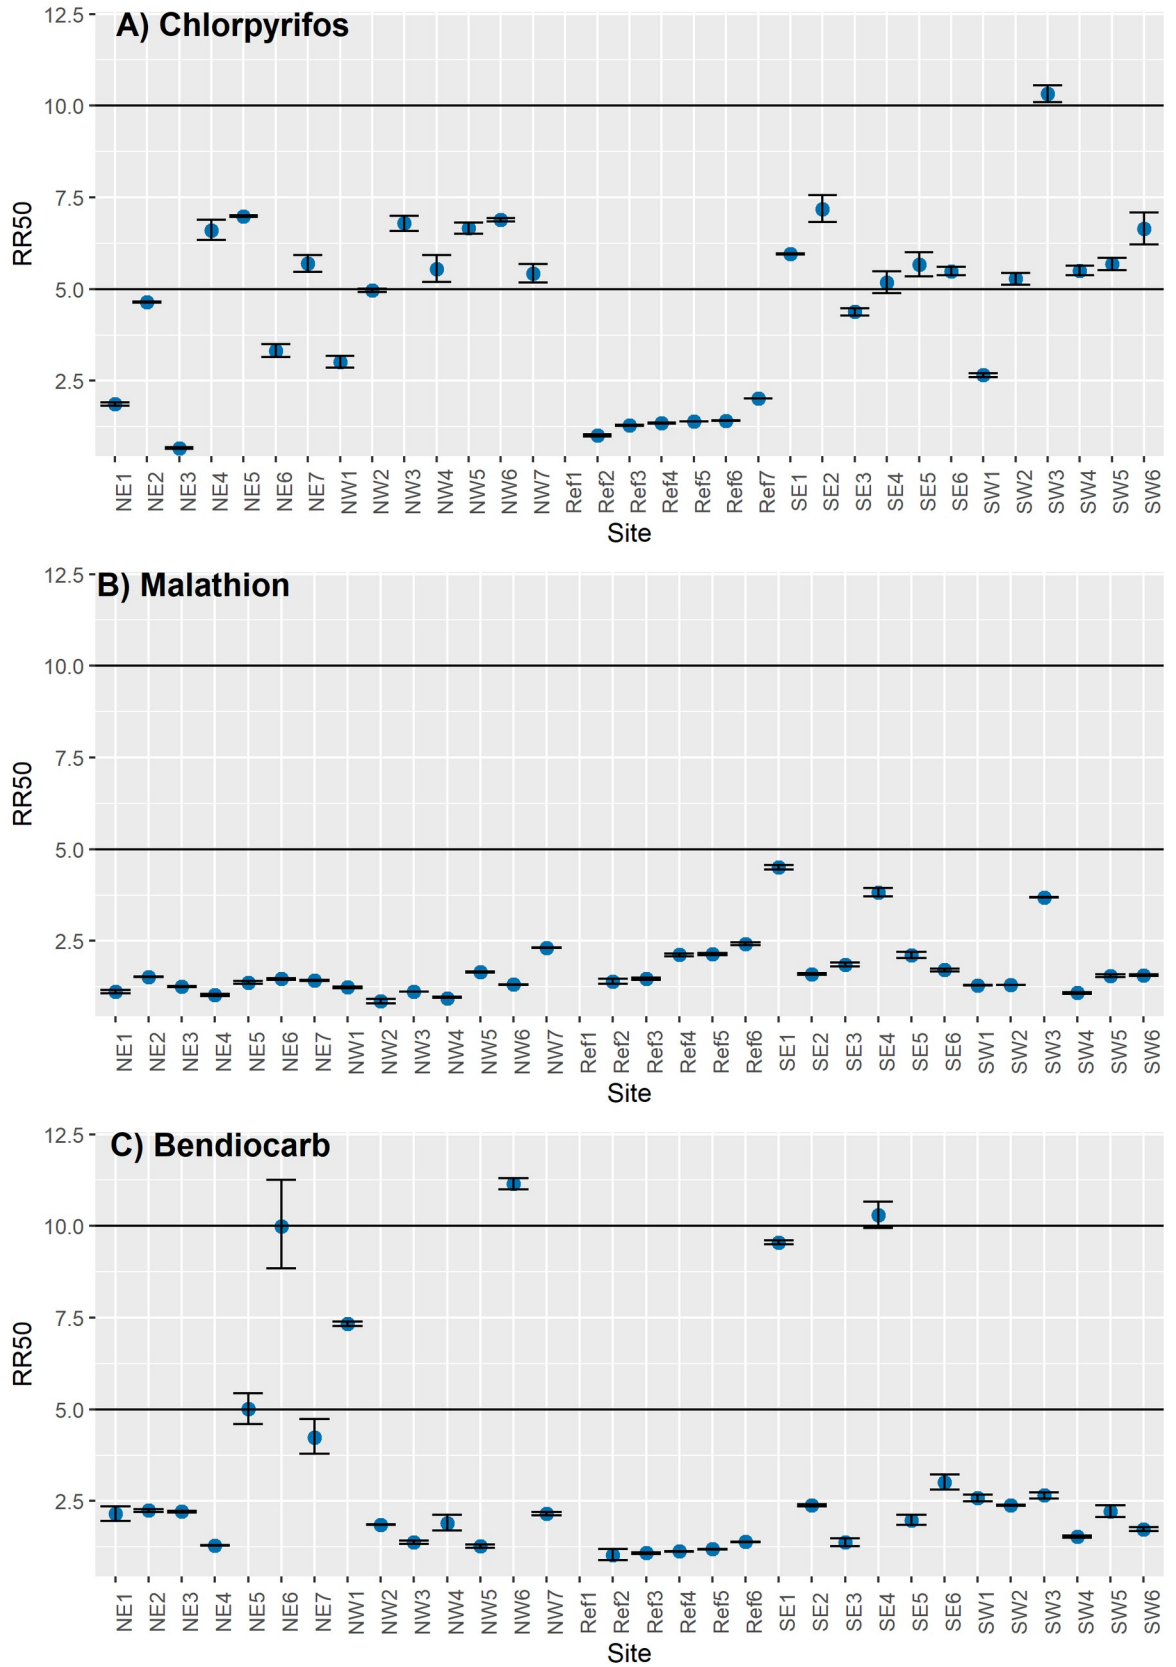 A) Chlorpyrifos
12.5
10.0
7.5
5.0
2.5
RR50
NE1 NE2 NE3 NE4 NE5 NE6 NE7 NW1 NW2 NW3 NW4 NW5 NW6 NW7 Ref1 Ref2 Ref3 Ref4 Ref5 Ref6 Ref7 SE1 SE2 SE3 SE4 SE5 SE6 SW1 SW2 SW3 SW4 SW5 SW6
Site
B) Malathion
12.5
10.0
7.5
5.0
2.5
RR50
NE1 NE2 NE3 NE4 NE5 NE6 NE7 NW1 NW2 NW3 NW4 NW5 NW6 NW7 Ref1 Ref2 Ref3 Ref4 Ref5 Ref6 SE1 SE2 SE3 SE4 SE5 SE6 SW1 SW2 SW3 SW4 SW5 SW6
Site
C) Bendiocarb
12.5
10.0
7.5
5.0
2.5
RR50
NE1 NE2 NE3 NE4 NE5 NE6 NE7 NW1 NW2 NW3 NW4 NW5 NW6 NW7 Ref1 Ref2 Ref3 Ref4 Ref5 Ref6 SE1 SE2 SE3 SE4 SE5 SE6 SW1 SW2 SW3 SW4 SW5 SW6
Site